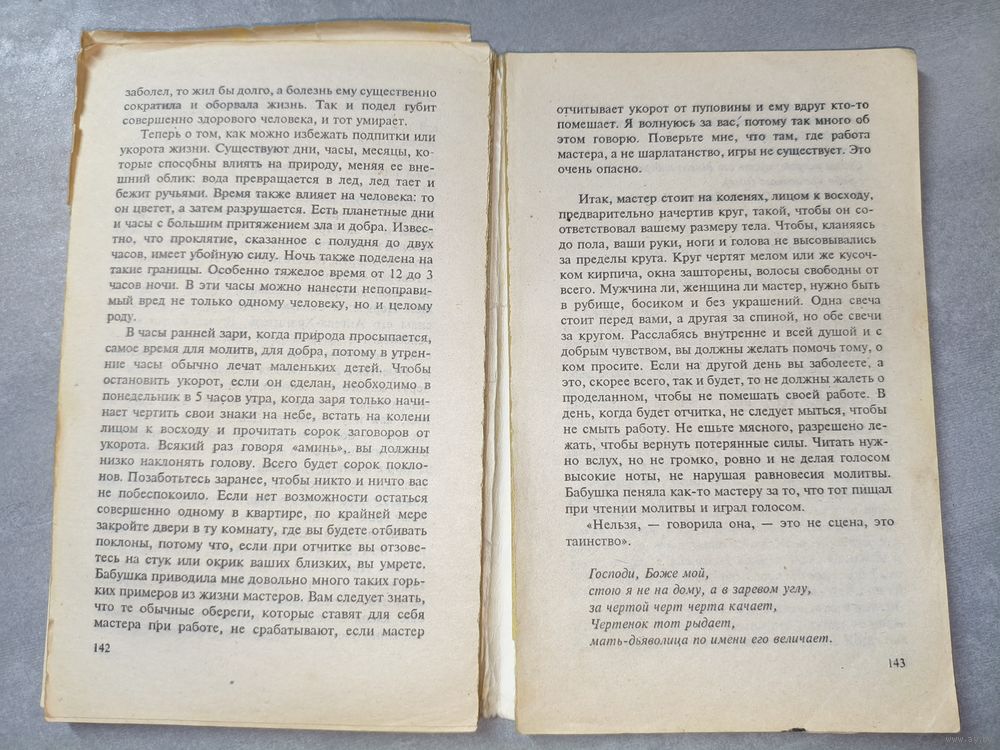 заболел, то жил бы долго, а болезнь ему существенно
сократила и оборвала жизнь. Так и подел губит
совершенно здорового человека, и тот умирает.
Теперь о том, как можно избежать подпитки или
укорота жизни. Существуют дни, часы, месяцы, ко-
торые способны влиять на природу, меняя ее вне-
шний облик: вода превращается в лед, лед тает и
бежит ручьями. Время также влияет на человека: то
он цветет, а затем разрушается. Есть планетные дни
и часы с большим притяжением зла и добра. Извес-
тно, что проклятие, сказанное с полудня до двух
часов, имеет убойную силу. Ночь также поделена на
такие границы. Особенно тяжелое время от 12 до 3
часов ночи. В эти часы можно нанести непоправи-
мый вред не только одному человеку, но и целому
роду.
В часы ранней зари, когда природа просыпается,
самое время для молитв, для добра, потому в утрен-
ние часы обычно лечат маленьких детей. Чтобы
остановить укорот, если он сделан, необходимо в
понедельник в 5 часов утра, когда заря только начи-
нает чертить свои знаки на небе, встать на колени
лицом к восходу и прочитать сорок заговоров от
укорота. Всякий раз говоря «аминь», вы должны
низко наклонять голову. Всего будет сорок покло-
нов. Позаботьтесь заранее, чтобы никто и ничто вас
не побеспокоило. Если нет возможности остаться
совершенно одному в квартире, по крайней мере
закройте двери в ту комнату, где вы будете отбивать
поклоны, потому что, если при отчитке вы отзове-
тесь на стук или окрик ваших близких, вы умрете.
Бабушка приводила мне довольно много таких горь-
ких примеров из жизни мастеров. Вам следует знать,
что те обычные обереги, которые ставят для себя
мастера при работе, не срабатывают, если мастер
142
отчитывает укорот от пуповины и ему вдруг кто-то
помешает. Я волнуюсь за вас, потому так много об
этом говорю. Поверьте мне, что там, где работа
мастера, а не шарлатанство, игры не существует. Это
очень опасно.
Итак, мастер стоит на коленях, лицом к восходу,
предварительно начертив круг, такой, чтобы он со-
ответствовал вашему размеру тела. Чтобы, кланяясь
до пола, ваши руки, ноги и голова не высовывались
за пределы круга. Круг чертят мелом или же кусоч-
ком кирпича, окна зашторены, волосы свободны от
всего. Мужчина ли, женщина ли мастер, нужно быть
в рубище, босиком и без украшений. Одна свеча
стоит перед вами, а другая за спиной, но обе свечи
за кругом. Расслабясь внутренне и всей душой и с
добрым чувством, вы должны желать помочь тому, о
ком просите. Если на другой день вы заболеете, а
это, скорее всего, так и будет, то не должны жалеть о
проделанном, чтобы не помешать своей работе. В
день, когда будет отчитка, не следует мыться, чтобы
не смыть работу. Не ешьте мясного, разрешено ле-
жать, чтобы вернуть потерянные силы. Читать нуж-
но вслух, но не громко, ровно и не делая голосом
высокие ноты, не нарушая равновесия молитвы.
Бабушка пеняла как-то мастеру за то, что тот пищал
при чтении молитвы и играл голосом.
«Нельзя, — говорила она, — это не сцена, это
таинство».
Господи, Боже мой,
стою я не на дому, а в заревом углу,
за чертой черт черта качает,
Чертенок тот рыдает,
мать-дьяволица по имени его величает.
143